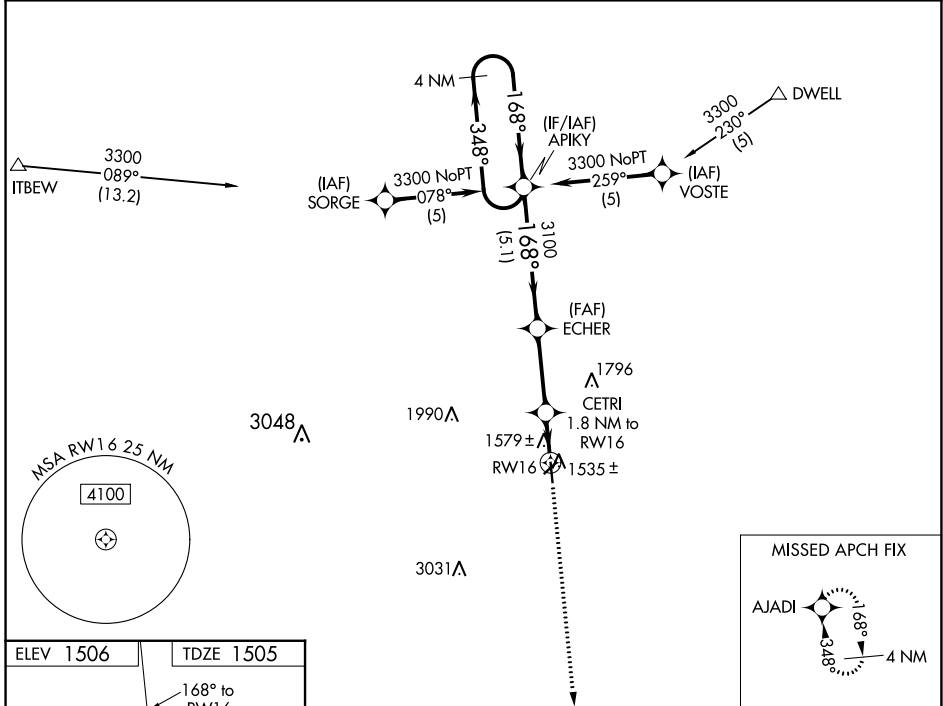 4 NM
168°
348°
(IF/IAF)
APIKY
DWELL
3300
230°
(5)
ITBEW
3300
089°
(13.2)
(IAF)
SORGE
3300 NoPT
078°
(5)
3300 NoPT
259°
(5)
(IAF)
VOSTE
3100
168°
(5.1)
(FAF)
ECHER
1796
CETRI
1.8 NM to
RW16
3048
1990
1579 ±
RW16
1535 ±
MSA RW16 25 NM
4100
3031
MISSED APCH FIX
AJADI
168°
348°
4 NM
ELEV 1506
TDZE 1505
168° to
RW16